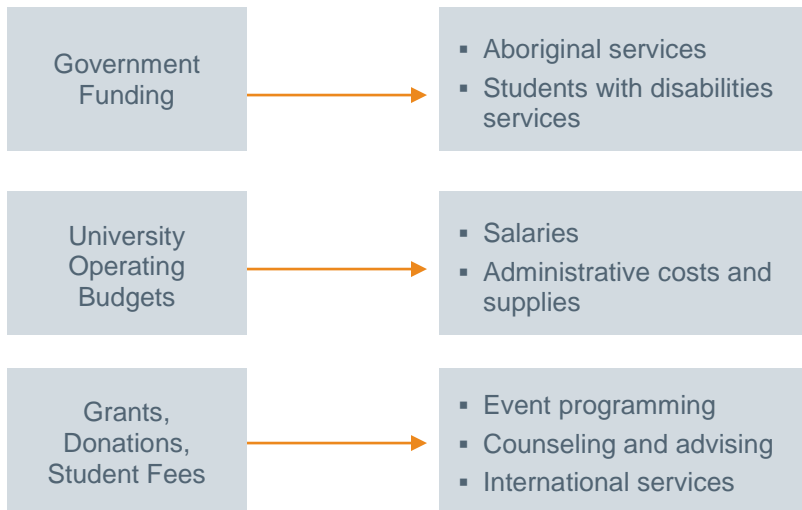 Government
Funding
▪ Aboriginal services
▪ Students with disabilities
services
University
Operating
Budgets
▪ Salaries
▪ Administrative costs and
supplies
Grants,
Donations,
Student Fees
▪ Event programming
▪ Counseling and advising
▪ International services